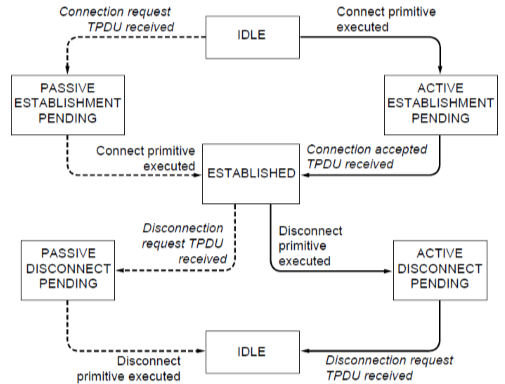 Connection request
TPDU received
IDLE
Connect primitive
executed
PASSIVE
ESTABLISHMENT
PENDING
ACTIVE
ESTABLISHMENT
PENDING
Connect primitive
executed
ESTABLISHED
Connection accepted
TPDU received
Disconnection
request TPDU
received
Disconnect
primitive
executed
PASSIVE
DISCONNECT
PENDING
ACTIVE
DISCONNECT
PENDING
Disconnect
primitive executed
IDLE
Disconnection request
TPDU received